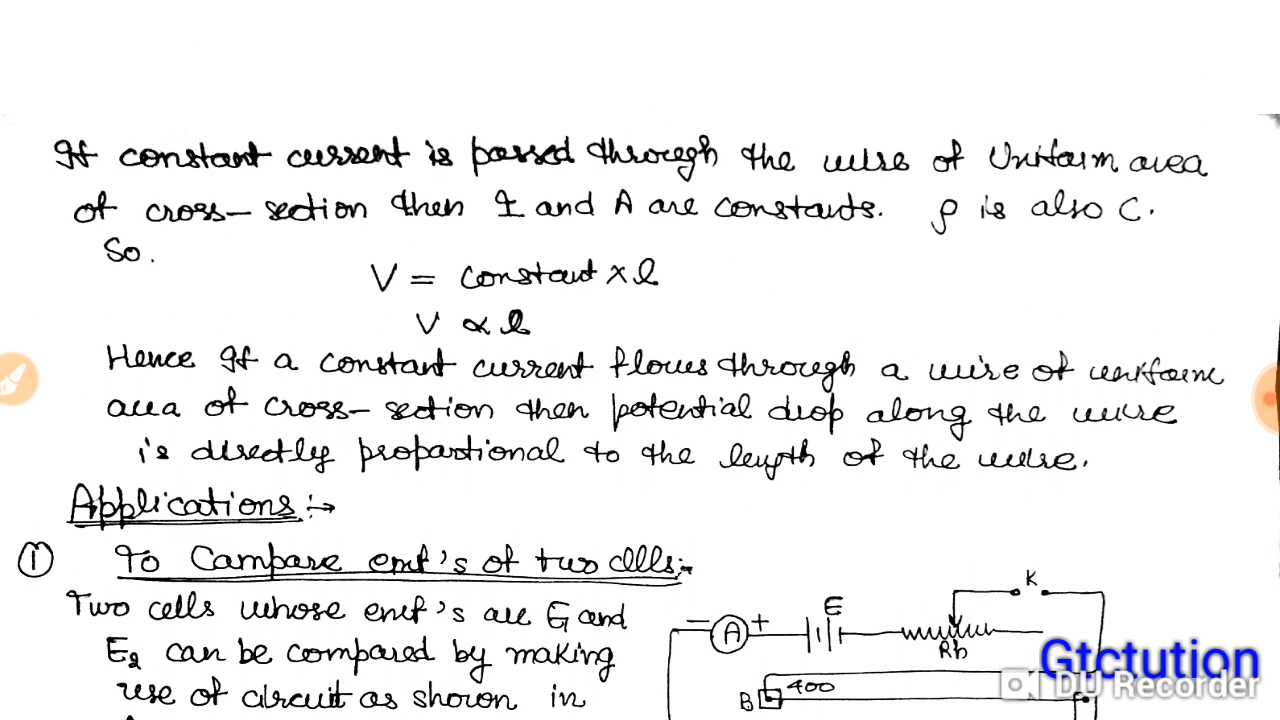 If constant current is passed through the wire of Uniform area
of cross-section then I and A are constants. ρ is also C.
So.
V = constant × l
V ∝ l
Hence If a constant current flows through a wire of uniform
area of cross-section then potential drop along the wire
is directly proportional to the length of the wire.
Applications :→
① To Compare emf's of two cells:-
Two cells whose emf's are E1 and
E2 can be compared by making
use of circuit as shown in
K
E
- A +
Rh
B 400
Gtctution
DU Recorder